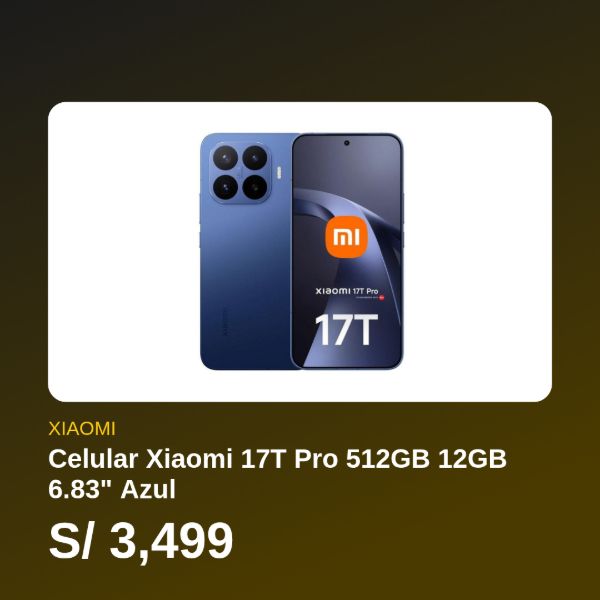 mi
xiaomi 17T Pro
17T
XIAOMI
Celular Xiaomi 17T Pro 512GB 12GB
6.83" Azul
S/ 3,499